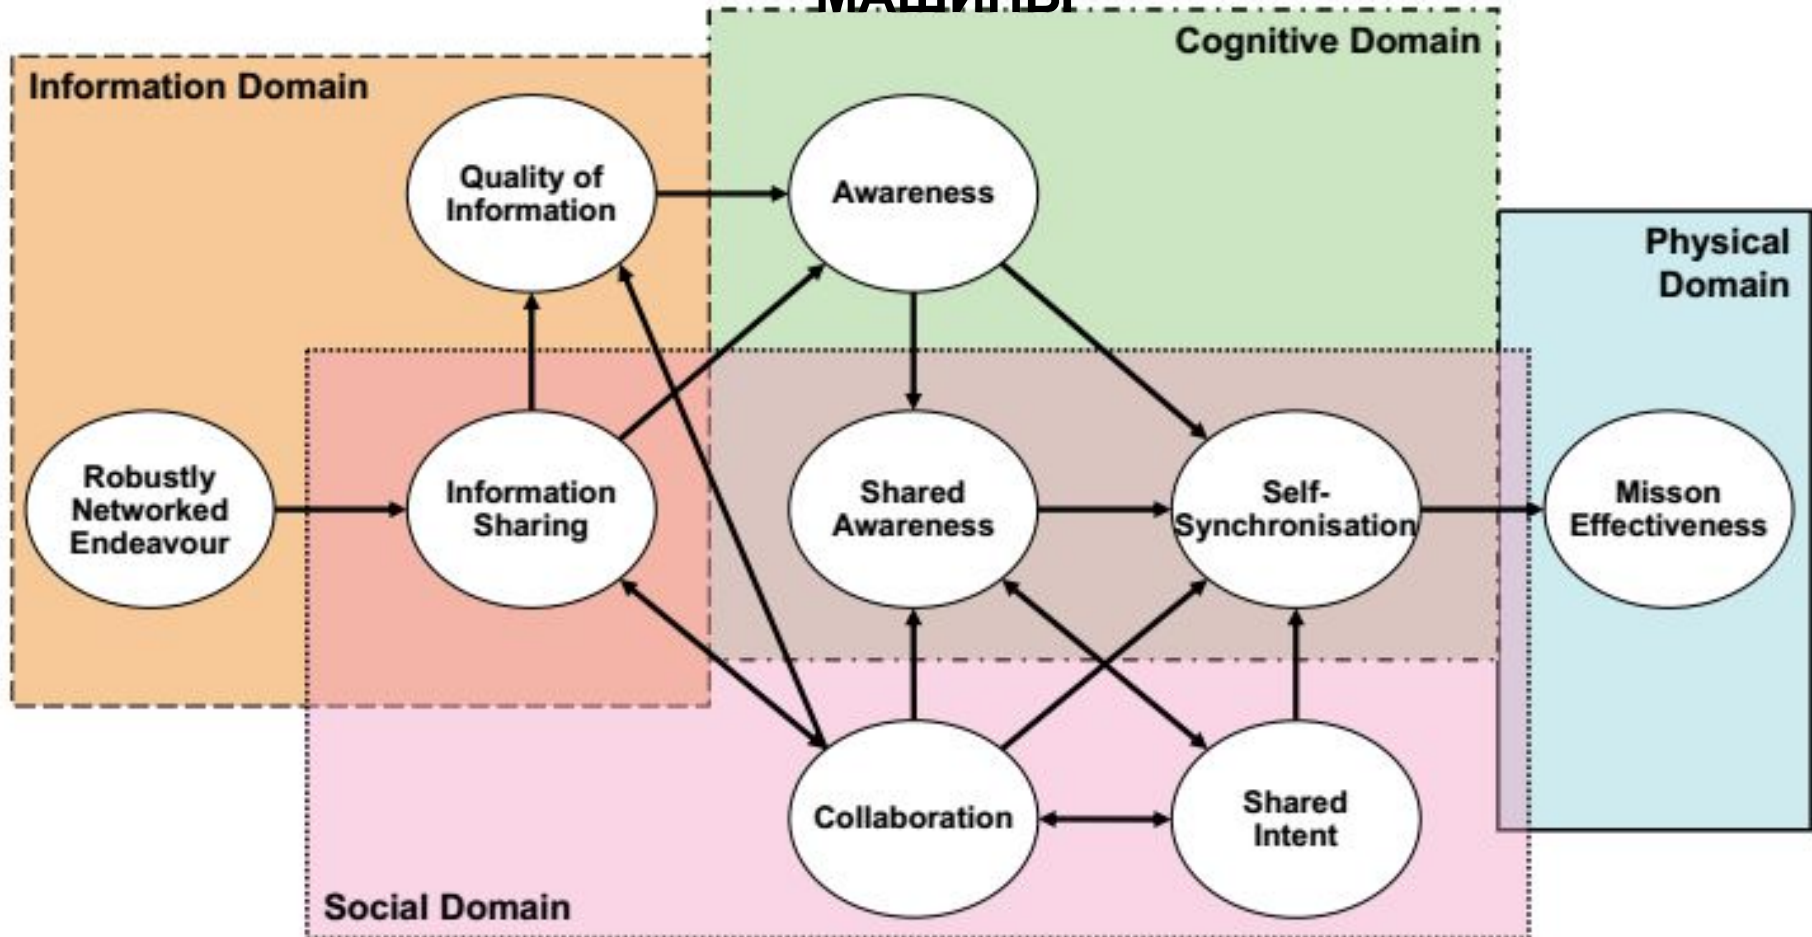 МАШИНЫ
Cognitive Domain
Information Domain
Quality of
Information
Awareness
Physical
Domain
Robustly
Networked
Endeavour
Information
Sharing
Shared
Awareness
Self-
Synchronisation
Misson
Effectiveness
Collaboration
Shared
Intent
Social Domain